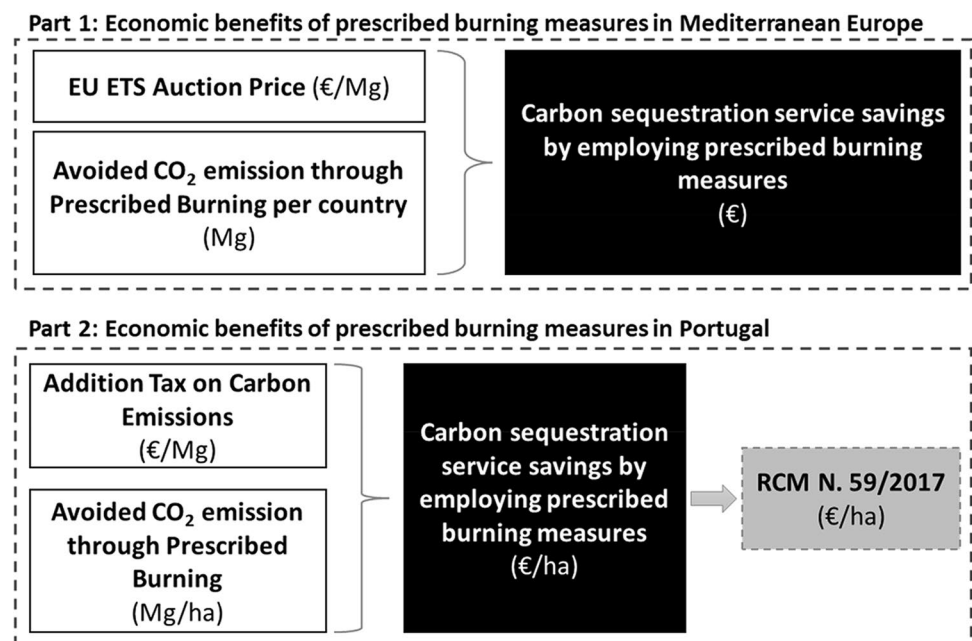 Part 1: Economic benefits of prescribed burning measures in Mediterranean Europe
EU ETS Auction Price (€/Mg)
Avoided CO₂ emission through
Prescribed Burning per country
(Mg)
Carbon sequestration service savings
by employing prescribed burning
measures
(€)
Part 2: Economic benefits of prescribed burning measures in Portugal
Addition Tax on Carbon
Emissions
(€/Mg)
Avoided CO₂ emission
through Prescribed
Burning
(Mg/ha)
Carbon sequestration
service savings by
employing prescribed
burning measures
(€/ha)
RCM N. 59/2017
(€/ha)